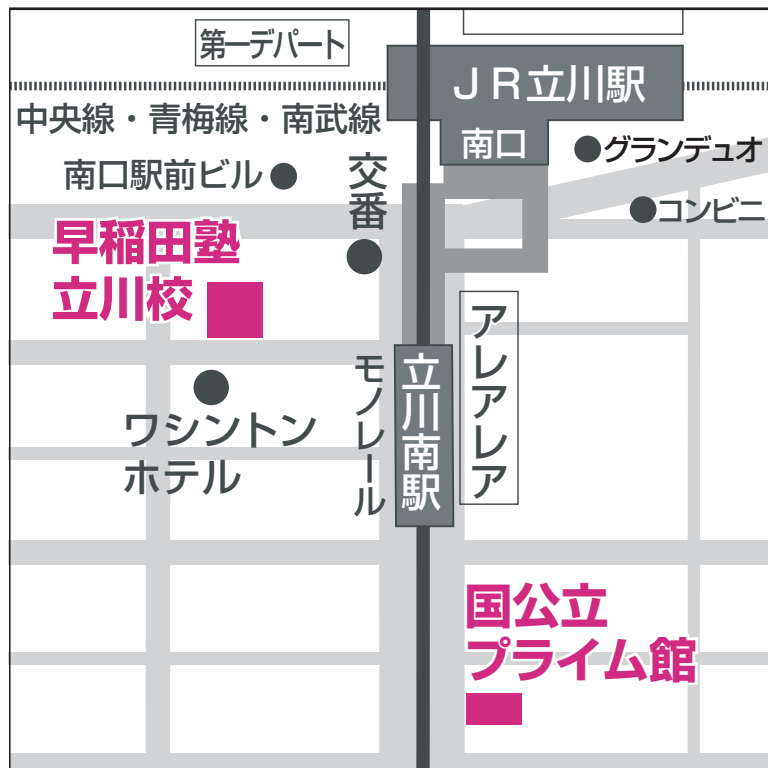 第一デパート
JR立川駅
中央線・青梅線・南武線
南口
グランデュオ
南口駅前ビル
交番
コンビニ
早稲田塾
立川校
アレアレア
モノレール
立川南駅
ワシントン
ホテル
国公立
プライム館